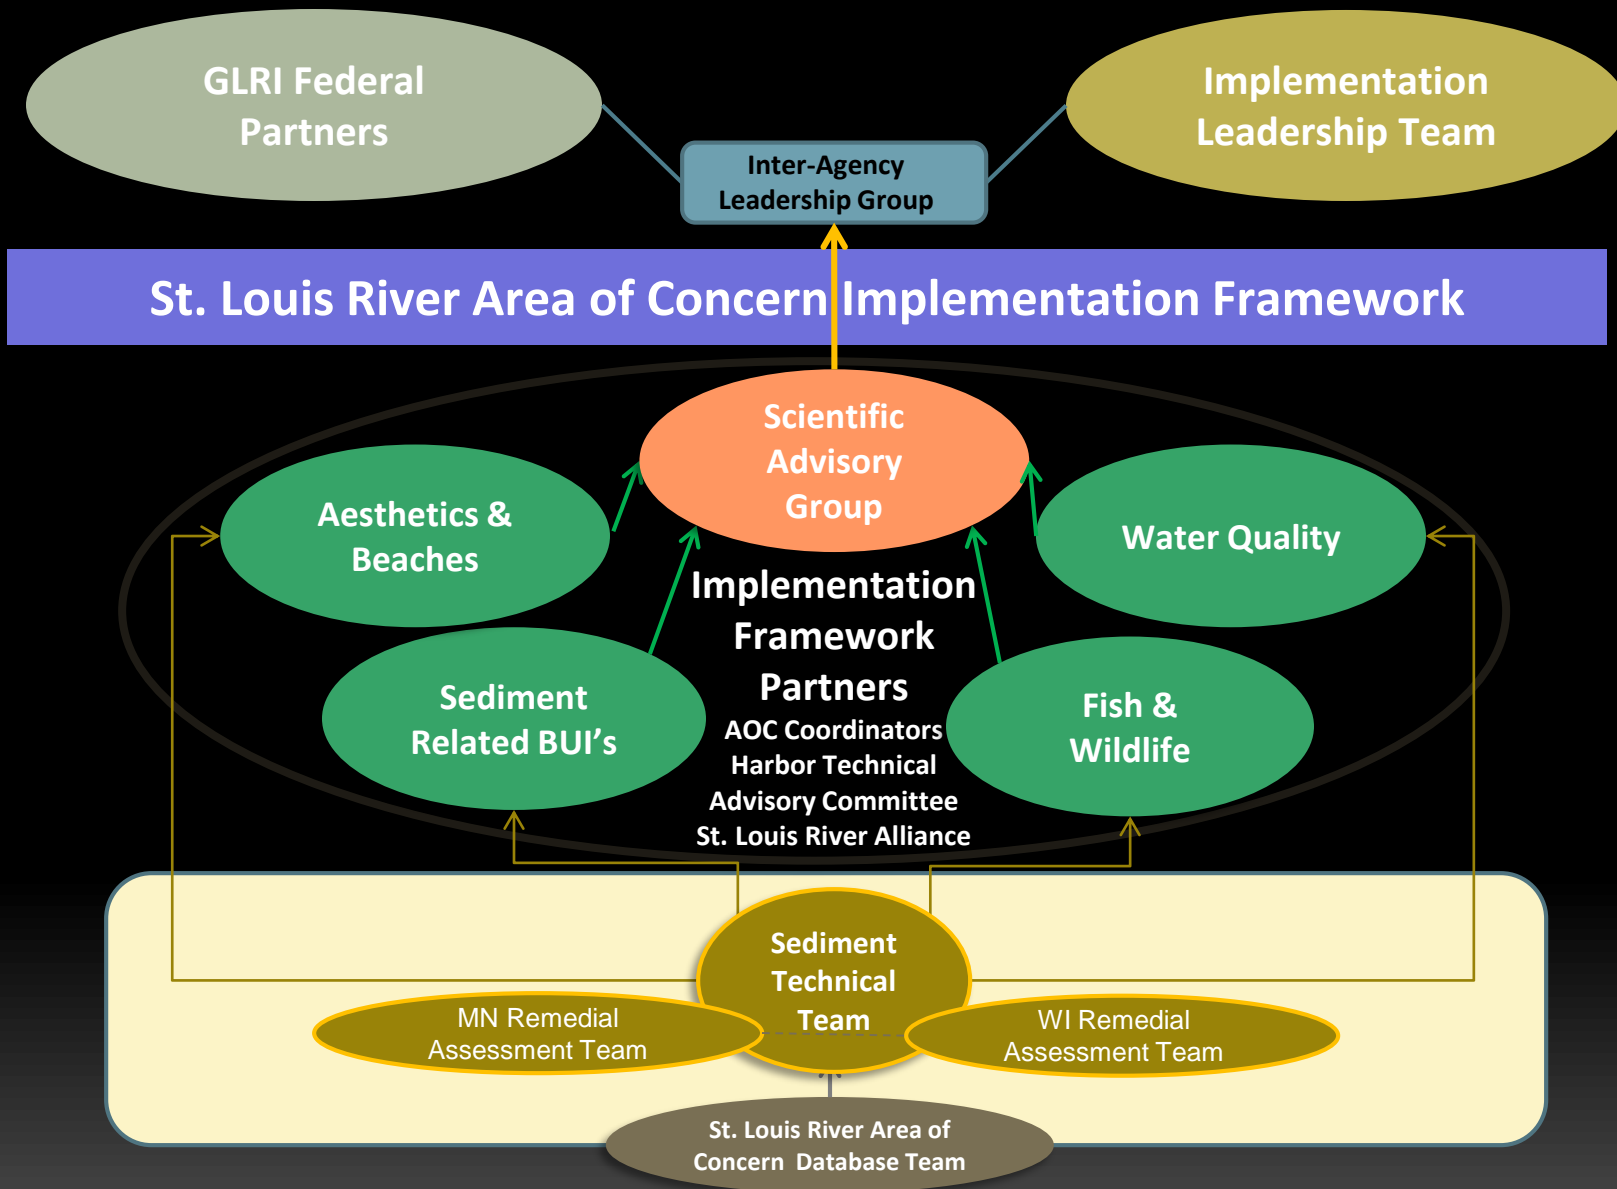 GLRI Federal
Partners
Implementation
Leadership Team
Inter-Agency
Leadership Group
St. Louis River Area of Concern Implementation Framework
Scientific
Advisory
Group
Aesthetics &
Beaches
Water Quality
Implementation
Framework
Partners
AOC Coordinators
Harbor Technical
Advisory Committee
St. Louis River Alliance
Sediment
Related BUI's
Fish &
Wildlife
Sediment
Technical
Team
MN Remedial
Assessment Team
WI Remedial
Assessment Team
St. Louis River Area of
Concern Database Team